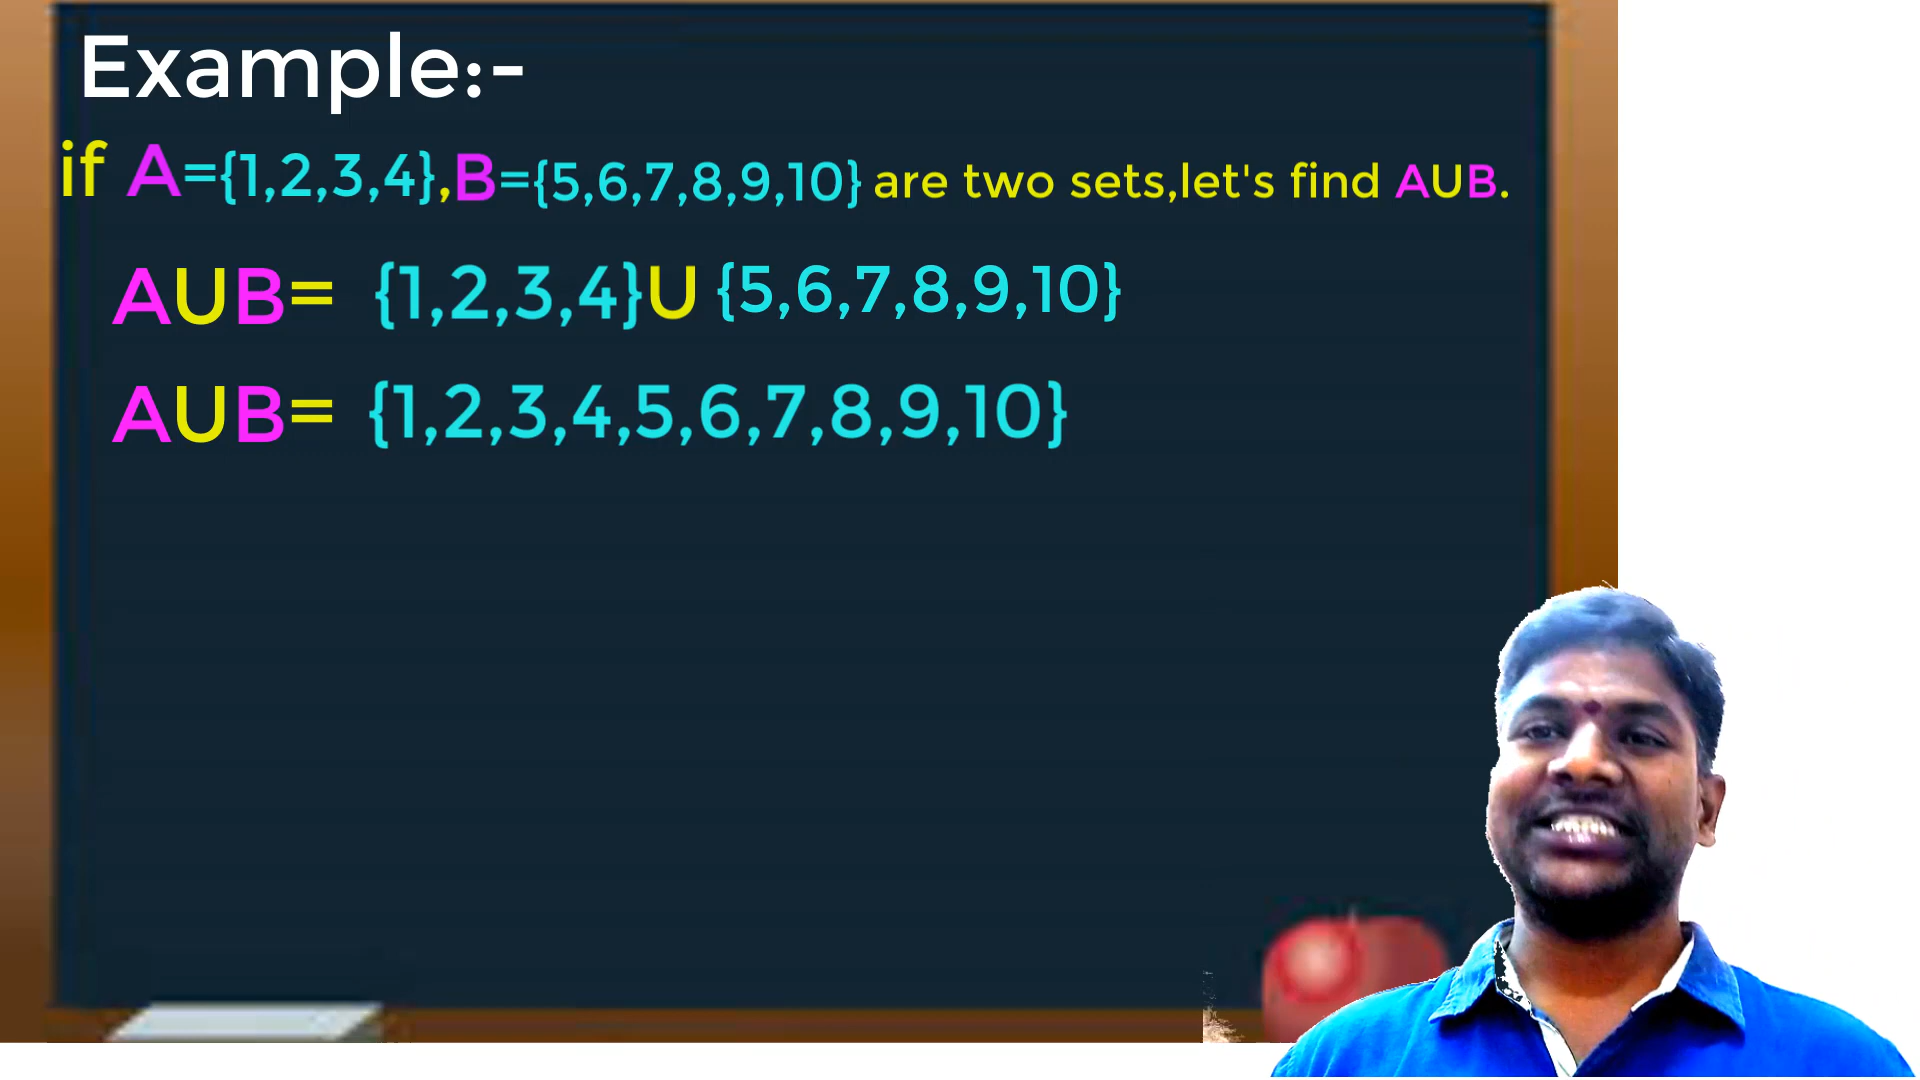 Example:-
if A={1,2,3,4},B={5,6,7,8,9,10} are two sets,let's find AUB.
AUB= {1,2,3,4}U {5,6,7,8,9,10}
AUB= {1,2,3,4,5,6,7,8,9,10}